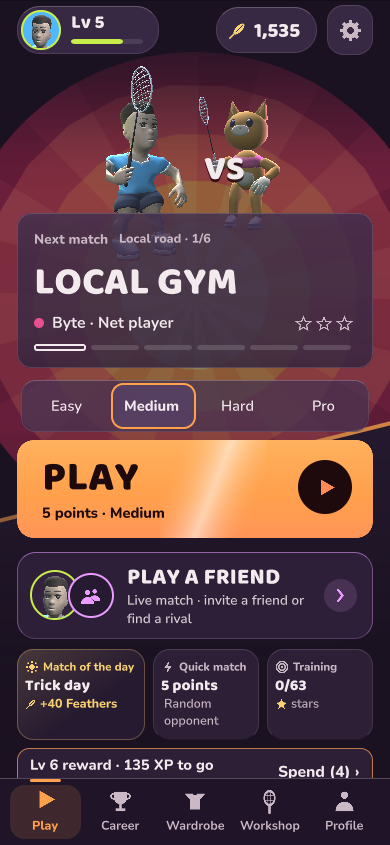 Lv 5
1,535
VS
Next match Local road · 1/6
LOCAL GYM
Byte · Net player
Easy Medium Hard Pro
PLAY
5 points · Medium
PLAY A FRIEND
Live match · invite a friend or
find a rival
Match of the day
Trick day
+40 Feathers
Quick match
5 points
Random
opponent
Training
0/63
stars
Lv 6 reward · 135 XP to go
Spend (4) ›
Play Career Wardrobe Workshop Profile